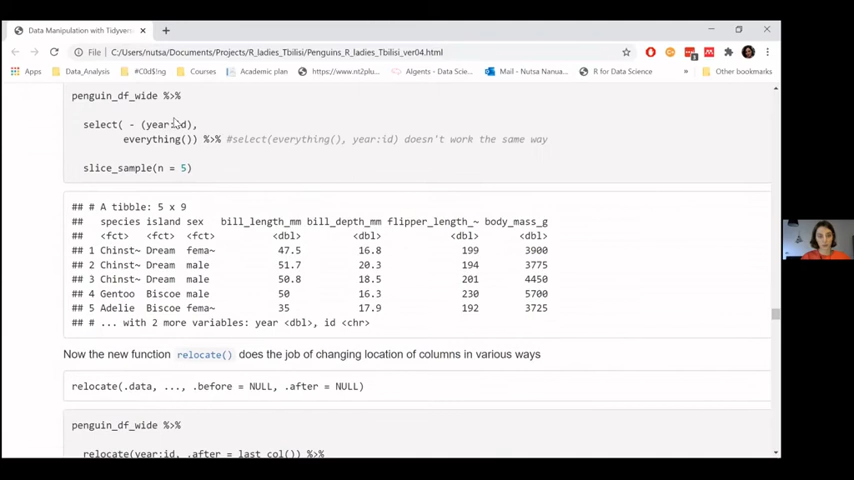 Data Manipulation with Tidyvers
File
C:/Users/nutsa/Documents/Projects/R_ladies_Tbilisi/Penguins_R_ladies_Tbilisi_ver04.html
Apps
Data_Analysis
#C0d$!ng
Courses
Academic plan
https://www.nt2plu...
Algents - Data Scie...
Mail - Nutsa Nanua...
R for Data Science
»
Other bookmarks
penguin_df_wide %>%
select( - (year:id),
everything()) %>% #select(everything(), year:id) doesn't work the same way
slice_sample(n = 5)
## # A tibble: 5 x 9
## species island sex bill_length_mm bill_depth_mm flipper_length_~ body_mass_g
## <fct> <fct> <fct> <dbl> <dbl> <dbl> <dbl>
## 1 Chinst~ Dream fema~ 47.5 16.8 199 3900
## 2 Chinst~ Dream male 51.7 20.3 194 3775
## 3 Chinst~ Dream male 50.8 18.5 201 4450
## 4 Gentoo Biscoe male 50 16.3 230 5700
## 5 Adelie Biscoe fema~ 35 17.9 192 3725
## # ... with 2 more variables: year <dbl>, id <chr>
Now the new function relocate() does the job of changing location of columns in various ways
relocate(.data, ..., .before = NULL, .after = NULL)
penguin_df_wide %>%
relocate(year:id, .after = last_col()) %>%